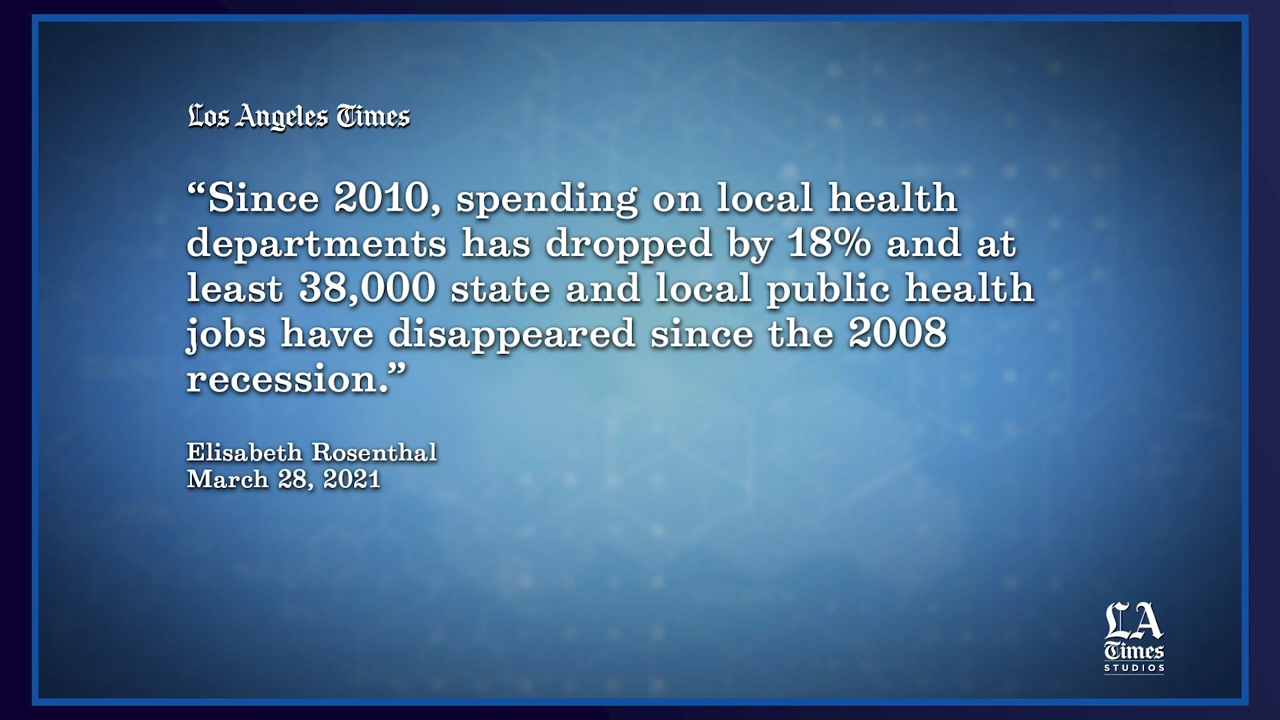 Los Angeles Times
“Since 2010, spending on local health
departments has dropped by 18% and at
least 38,000 state and local public health
jobs have disappeared since the 2008
recession.”
Elisabeth Rosenthal
March 28, 2021
LA
Times
STUDIOS